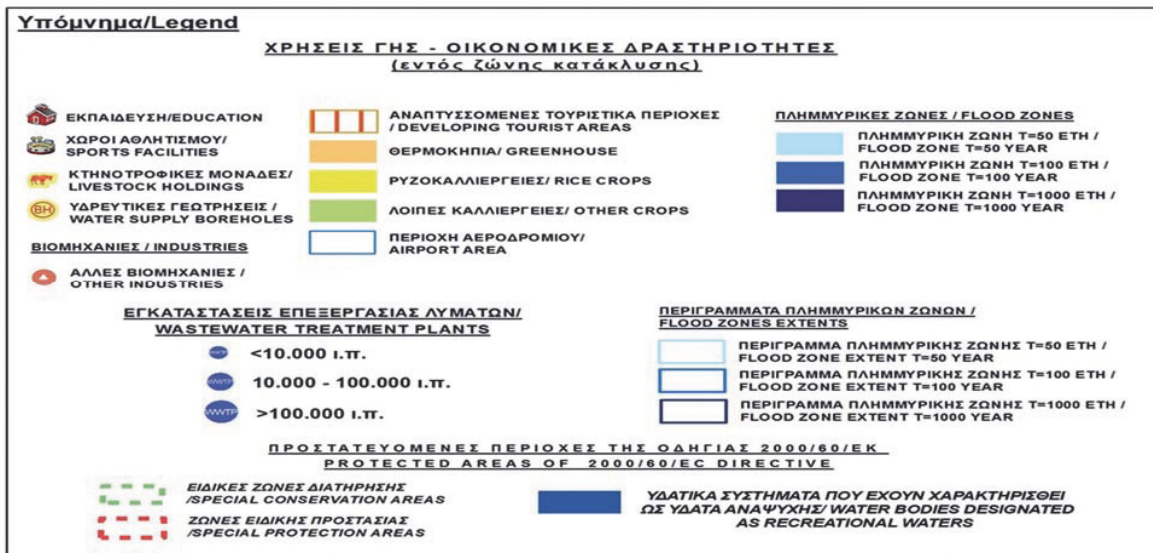 Υπόμνημα/Legend
ΧΡΗΣΕΙΣ ΓΗΣ - ΟΙΚΟΝΟΜΙΚΕΣ ΔΡΑΣΤΗΡΙΟΤΗΤΕΣ
(εντός ζώνης κατάκλυσης)
ΕΚΠΑΙΔΕΥΣΗ/EDUCATION
ΧΩΡΟΙ ΑΘΛΗΤΙΣΜΟΥ/
SPORTS FACILITIES
ΚΤΗΝΟΤΡΟΦΙΚΕΣ ΜΟΝΑΔΕΣ/
LIVESTOCK HOLDINGS
BH
ΥΔΡΕΥΤΙΚΕΣ ΓΕΩΤΡΗΣΕΙΣ /
WATER SUPPLY BOREHOLES
ΒΙΟΜΗΧΑΝΙΕΣ / INDUSTRIES
ΑΛΛΕΣ ΒΙΟΜΗΧΑΝΙΕΣ /
OTHER INDUSTRIES
ΑΝΑΠΤΥΣΣΟΜΕΝΕΣ ΤΟΥΡΙΣΤΙΚΑ ΠΕΡΙΟΧΕΣ
/ DEVELOPING TOURIST AREAS
ΘΕΡΜΟΚΗΠΙΑ/ GREENHOUSE
ΡΥΖΟΚΑΛΛΙΕΡΓΕΙΕΣ/ RICE CROPS
ΛΟΙΠΕΣ ΚΑΛΛΙΕΡΓΕΙΕΣ/ OTHER CROPS
ΠΕΡΙΟΧΗ ΑΕΡΟΔΡΟΜΙΟΥ/
AIRPORT AREA
ΠΛΗΜΜΥΡΙΚΕΣ ΖΩΝΕΣ / FLOOD ZONES
ΠΛΗΜΜΥΡΙΚΗ ΖΩΝΗ T=50 ΕΤΗ /
FLOOD ZONE T=50 YEAR
ΠΛΗΜΜΥΡΙΚΗ ΖΩΝΗ T=100 ΕΤΗ /
FLOOD ZONE T=100 YEAR
ΠΛΗΜΜΥΡΙΚΗ ΖΩΝΗ T=1000 ΕΤΗ /
FLOOD ZONE T=1000 YEAR
ΕΓΚΑΤΑΣΤΑΣΕΙΣ ΕΠΕΞΕΡΓΑΣΙΑΣ ΛΥΜΑΤΩΝ/
WASTEWATER TREATMENT PLANTS
<10.000 ι.π.
WWTP
10.000 - 100.000 ι.π.
WWTP
>100.000 ι.π.
ΠΕΡΙΓΡΑΜΜΑΤΑ ΠΛΗΜΜΥΡΙΚΩΝ ΖΩΝΩΝ /
FLOOD ZONES EXTENTS
ΠΕΡΙΓΡΑΜΜΑ ΠΛΗΜΜΥΡΙΚΗΣ ΖΩΝΗΣ T=50 ΕΤΗ /
FLOOD ZONE EXTENT T=50 YEAR
ΠΕΡΙΓΡΑΜΜΑ ΠΛΗΜΜΥΡΙΚΗΣ ΖΩΝΗΣ T=100 ΕΤΗ /
FLOOD ZONE EXTENT T=100 YEAR
ΠΕΡΙΓΡΑΜΜΑ ΠΛΗΜΜΥΡΙΚΗΣ ΖΩΝΗΣ T=1000 ΕΤΗ /
FLOOD ZONE EXTENT T=1000 YEAR
ΠΡΟΣΤΑΤΕΥΟΜΕΝΕΣ ΠΕΡΙΟΧΕΣ ΤΗΣ ΟΔΗΓΙΑΣ 2000/60/ΕΚ
PROTECTED AREAS OF 2000/60/EC DIRECTIVE
ΕΙΔΙΚΕΣ ΖΩΝΕΣ ΔΙΑΤΗΡΗΣΗΣ
/SPECIAL CONSERVATION AREAS
ΖΩΝΕΣ ΕΙΔΙΚΗΣ ΠΡΟΣΤΑΣΙΑΣ
/SPECIAL PROTECTION AREAS
ΥΔΑΤΙΚΑ ΣΥΣΤΗΜΑΤΑ ΠΟΥ ΕΧΟΥΝ ΧΑΡΑΚΤΗΡΙΣΘΕΙ
ΩΣ ΥΔΑΤΑ ΑΝΑΨΥΧΗΣ/ WATER BODIES DESIGNATED
AS RECREATIONAL WATERS